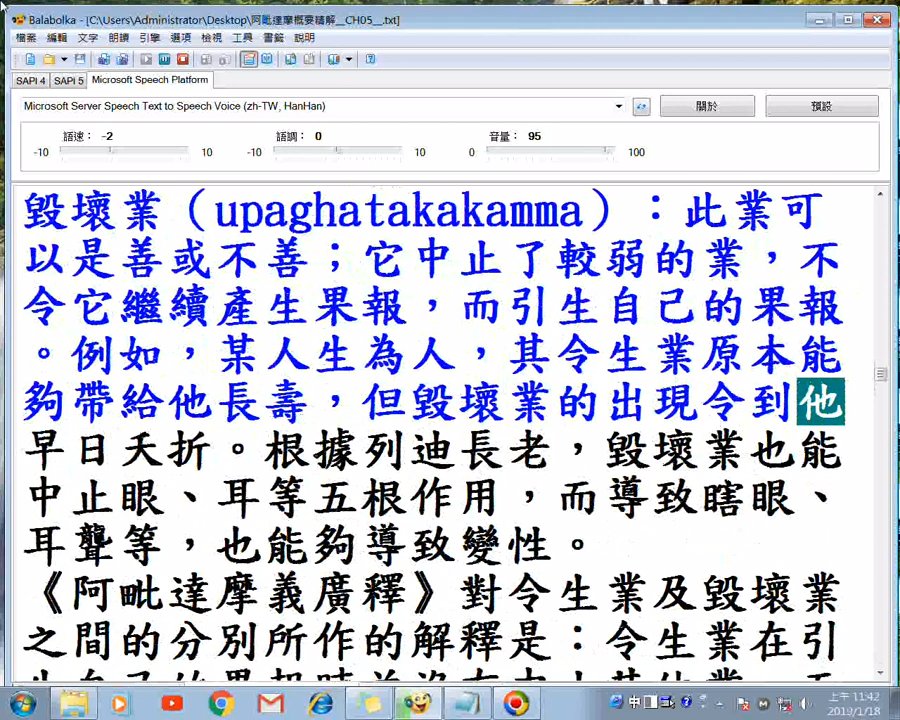 Balabolka - [C:\Users\Administrator\Desktop\阿毗達摩概要精解__CH05__.txt]
檔案 編輯 文字 朗讀 引擎 選項 檢視 工具 書籤 說明
SAPI 4 SAPI 5 Microsoft Speech Platform
Microsoft Server Speech Text to Speech Voice (zh-TW, HanHan) 關於 預設
語速： -2 語調： 0 音量： 95
-10 10 -10 10 0 100
毀壞業（upaghatakakamma）：此業可
以是善或不善；它中止了較弱的業，不
令它繼續產生果報，而引生自己的果報
。例如，某人生為人，其令生業原本能
夠帶給他長壽，但毀壞業的出現令到他
早日夭折。根據列迪長老，毀壞業也能
中止眼、耳等五根作用，而導致瞎眼、
耳聾等，也能夠導致變性。
《阿毗達摩義廣釋》對令生業及毀壞業
之間的分別所作的解釋是：令生業在引
中
上午 11:42
2019/1/18